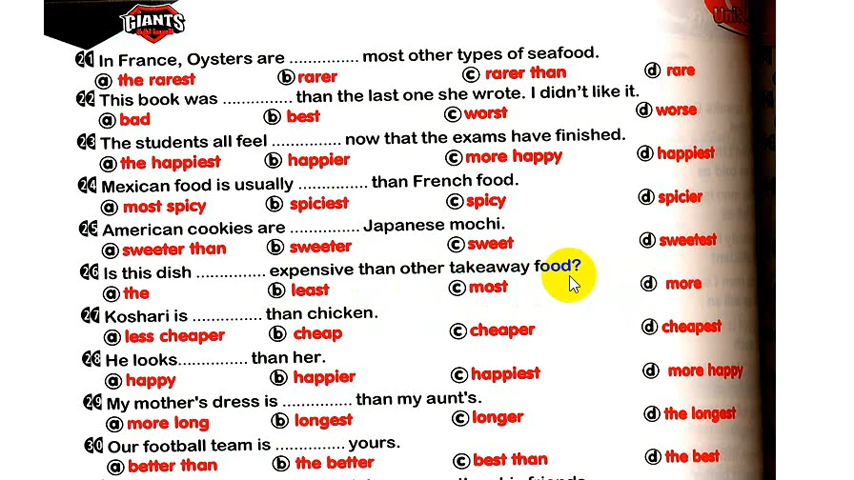 GIANTS
Unit
21 In France, Oysters are .............. most other types of seafood.
a the rarest b rarer c rarer than d rare
22 This book was .............. than the last one she wrote. I didn't like it.
a bad b best c worst d worse
23 The students all feel .............. now that the exams have finished.
a the happiest b happier c more happy d happiest
24 Mexican food is usually .............. than French food.
a most spicy b spiciest c spicy d spicier
25 American cookies are .............. Japanese mochi.
a sweeter than b sweeter c sweet d sweetest
26 Is this dish .............. expensive than other takeaway food?
a the b least c most d more
27 Koshari is .............. than chicken.
a less cheaper b cheap c cheaper d cheapest
28 He looks.............. than her.
a happy b happier c happiest d more happy
29 My mother's dress is .............. than my aunt's.
a more long b longest c longer d the longest
30 Our football team is .............. yours.
a better than b the better c best than d the best